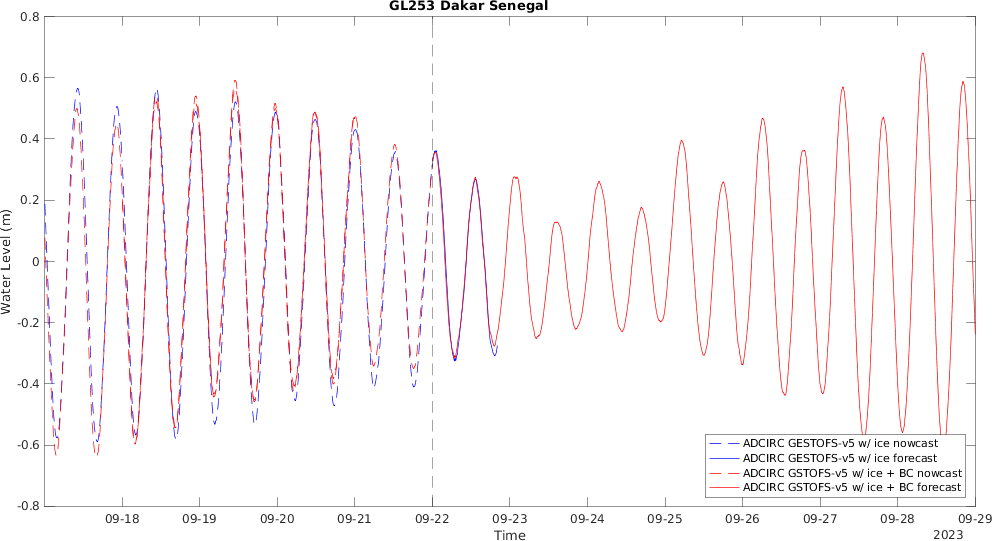 GL253 Dakar Senegal
0.8
0.6
0.4
0.2
0
-0.2
-0.4
-0.6
-0.8
Water Level (m)
ADCIRC GESTOFS-v5 w/ ice nowcast
ADCIRC GESTOFS-v5 w/ ice forecast
ADCIRC GSTOFS-v5 w/ ice + BC nowcast
ADCIRC GSTOFS-v5 w/ ice + BC forecast
09-18 09-19 09-20 09-21 09-22 09-23 09-24 09-25 09-26 09-27 09-28 09-29
Time
2023